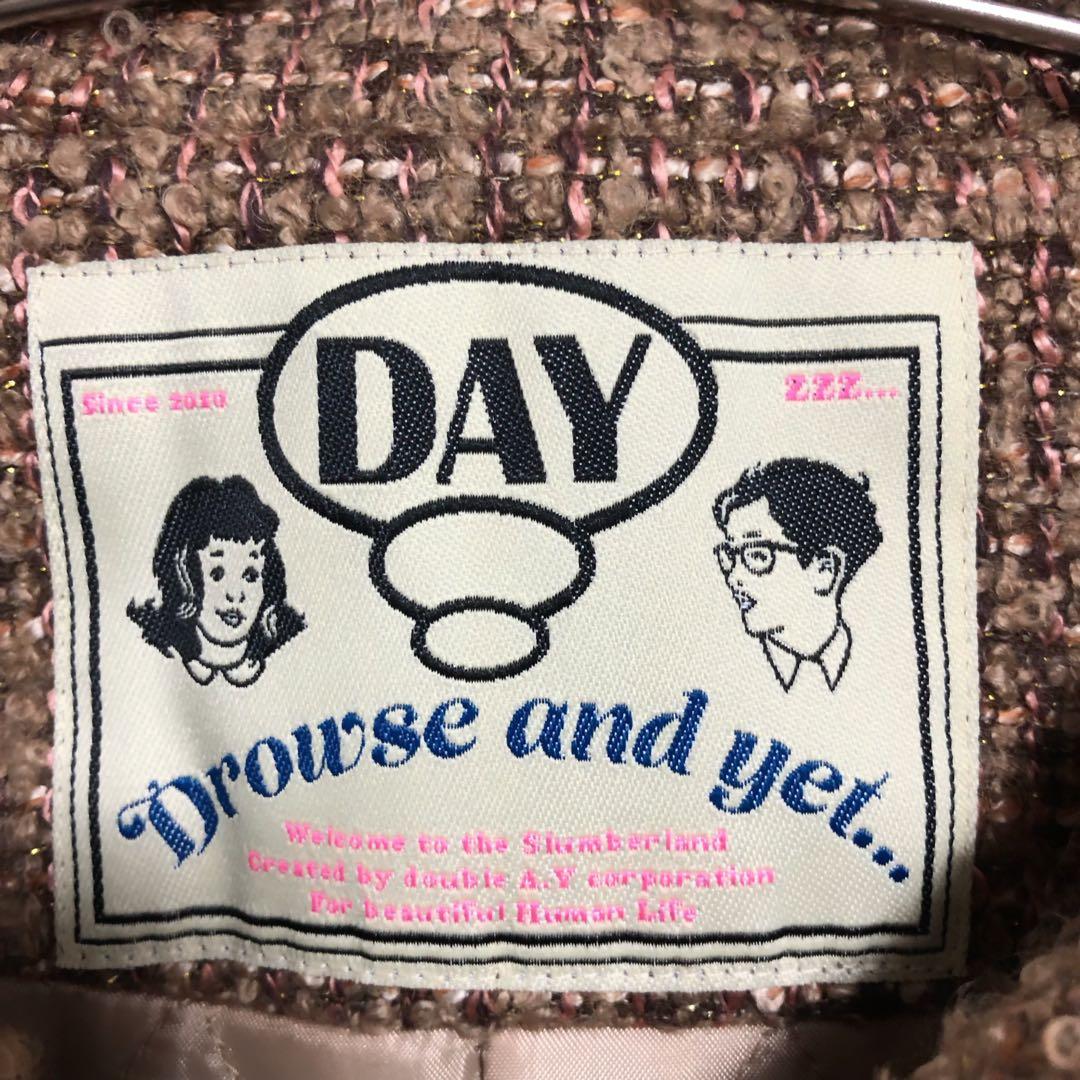 DAY
Since 2010
ZZZ...
Drowse and yet...
Welcome to the Slumberland
Created by double A.Y corporation
For beautiful Human Life